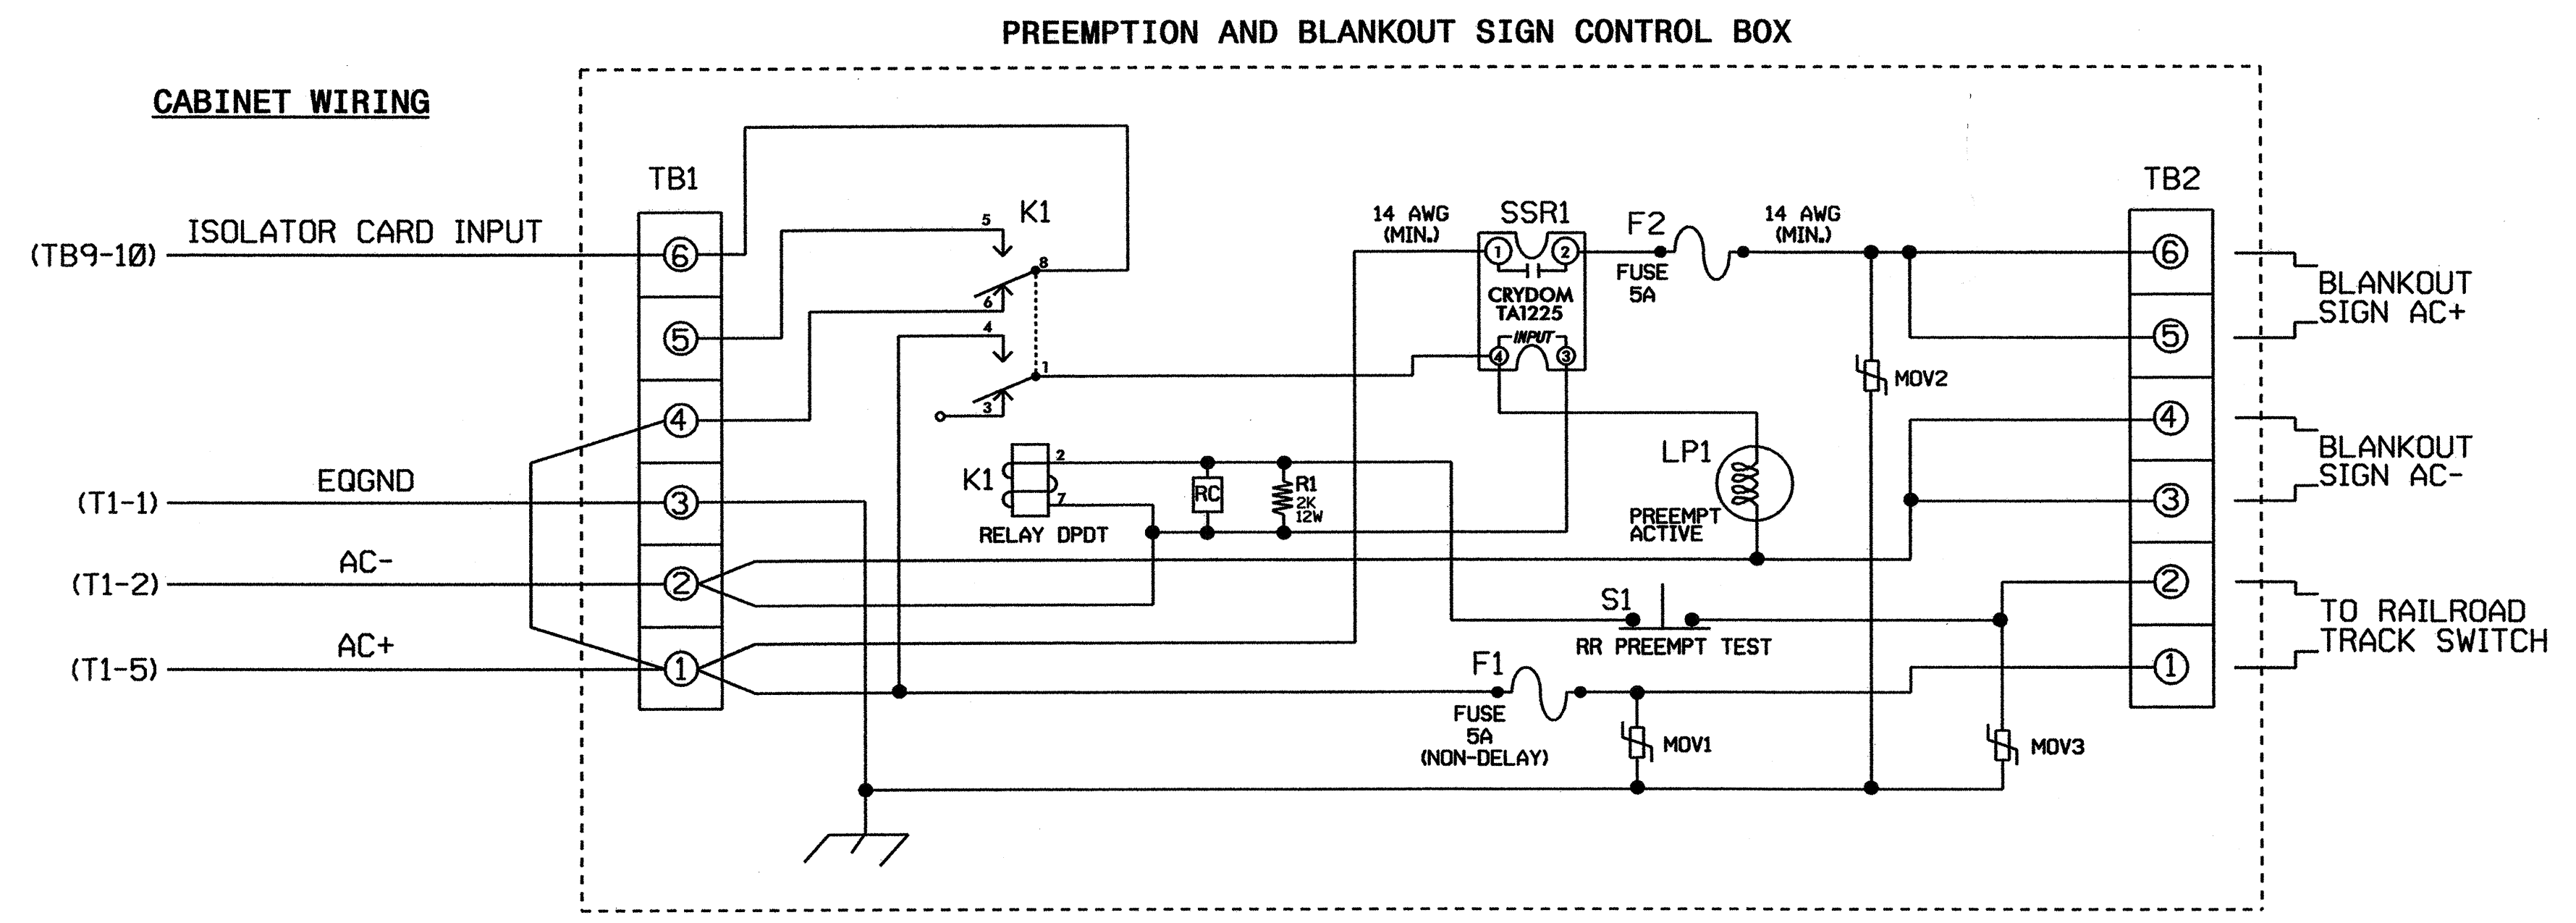 PREEMPTION AND BLANKOUT SIGN CONTROL BOX
CABINET WIRING
TB1
TB2
(TB9-10)
ISOLATOR CARD INPUT
6
5
4
3
2
1
EQGND
(T1-1)
AC-
(T1-2)
AC+
(T1-5)
K1
5
8
6
4
1
3
K1
2
7
RELAY DPDT
RC
R1
2K
12W
14 AWG
(MIN.)
SSR1
1
2
CRYDOM
TA1225
INPUT
4
3
F2
FUSE
5A
14 AWG
(MIN.)
MOV2
LP1
PREEMPT
ACTIVE
S1
RR PREEMPT TEST
F1
FUSE
5A
(NON-DELAY)
MOV1
MOV3
6
5
4
3
2
1
BLANKOUT
SIGN AC+
BLANKOUT
SIGN AC-
TO RAILROAD
TRACK SWITCH